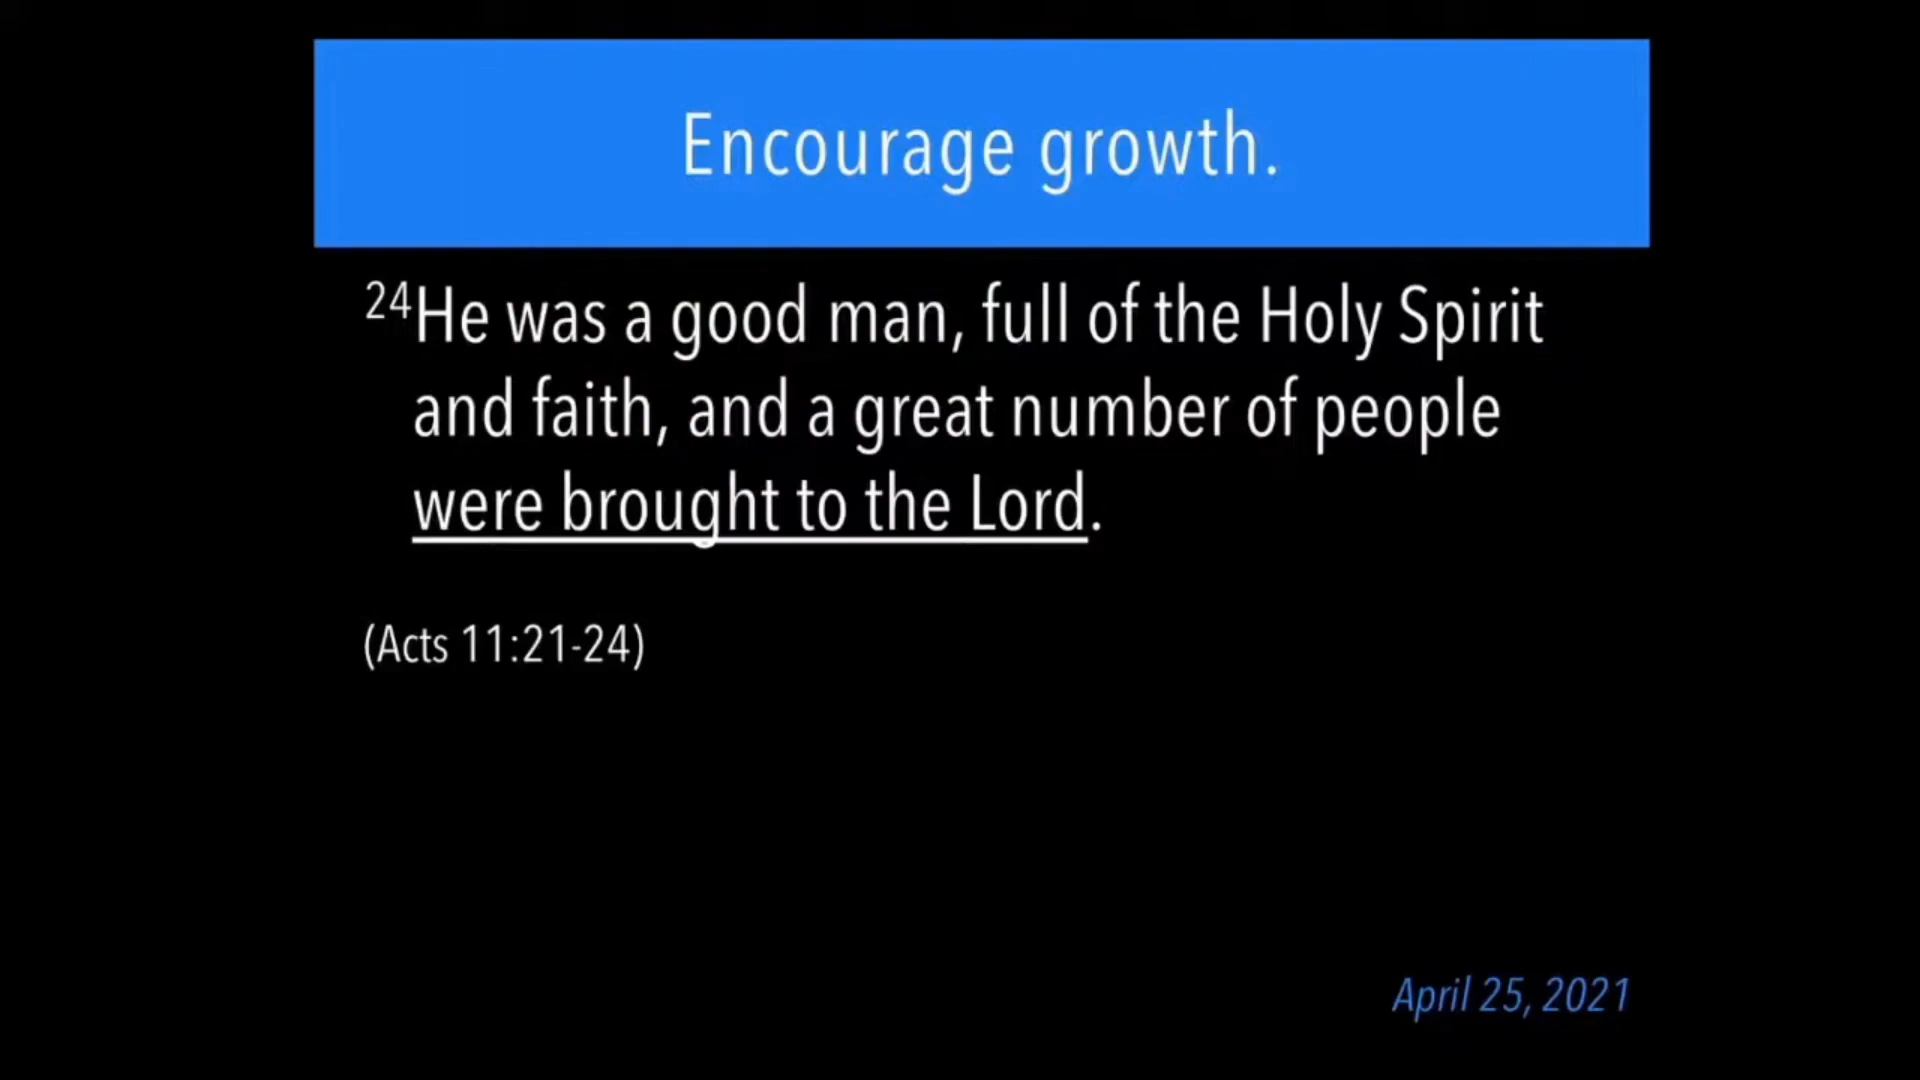 Encourage growth.
24He was a good man, full of the Holy Spirit
and faith, and a great number of people
were brought to the Lord.
(Acts 11:21-24)
April 25, 2021